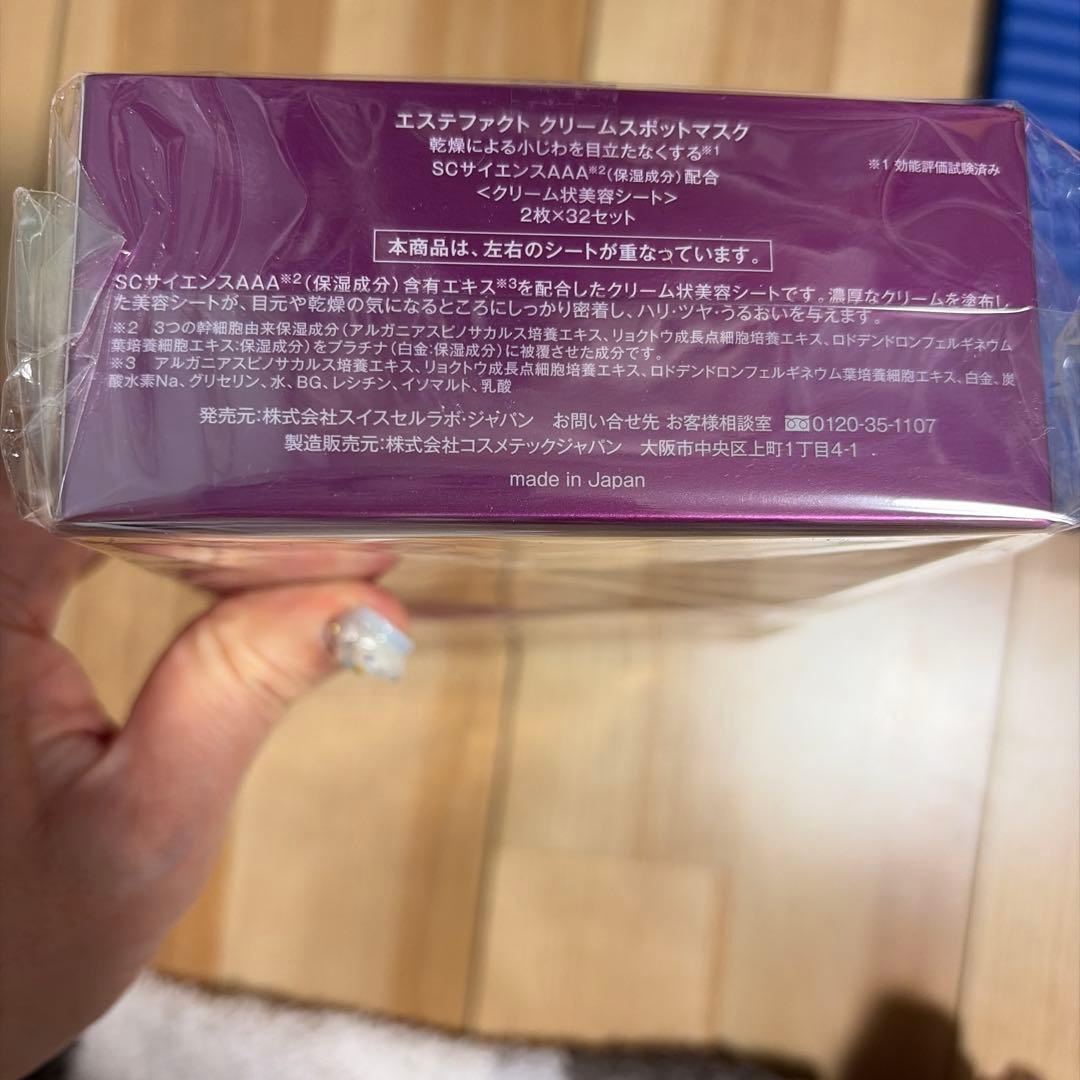 エステファクト クリームスポットマスク
乾燥による小じわを目立たなくする※1
※1 効能評価試験済み
SCサイエンスAAA※2(保湿成分)配合
<クリーム状美容シート>
2枚×32セット
本商品は、左右のシートが重なっています。
SCサイエンスAAA※2(保湿成分)含有エキス※3を配合したクリーム状美容シートです。濃厚なクリームを塗布し
た美容シートが、目元や乾燥の気になるところにしっかり密着し、ハリ・ツヤ・うるおいを与えます。
※2 3つの幹細胞由来保湿成分(アルガニアスピノサカルス培養エキス、リョクトウ成長点細胞培養エキス、ロドデンドロンフェルギネウム
葉培養細胞エキス:保湿成分)をプラチナ(白金:保湿成分)に被覆させた成分です。
※3 アルガニアスピノサカルス培養エキス、リョクトウ成長点細胞培養エキス、ロドデンドロンフェルギネウム葉培養細胞エキス、白金、炭
酸水素Na、グリセリン、水、BG、レシチン、イソマルト、乳酸
発売元:株式会社スイスセルラボ・ジャパン お問い合せ先 お客様相談室 0120-35-1107
製造販売元:株式会社コスメテックジャパン 大阪市中央区上町1丁目4-1
made in Japan